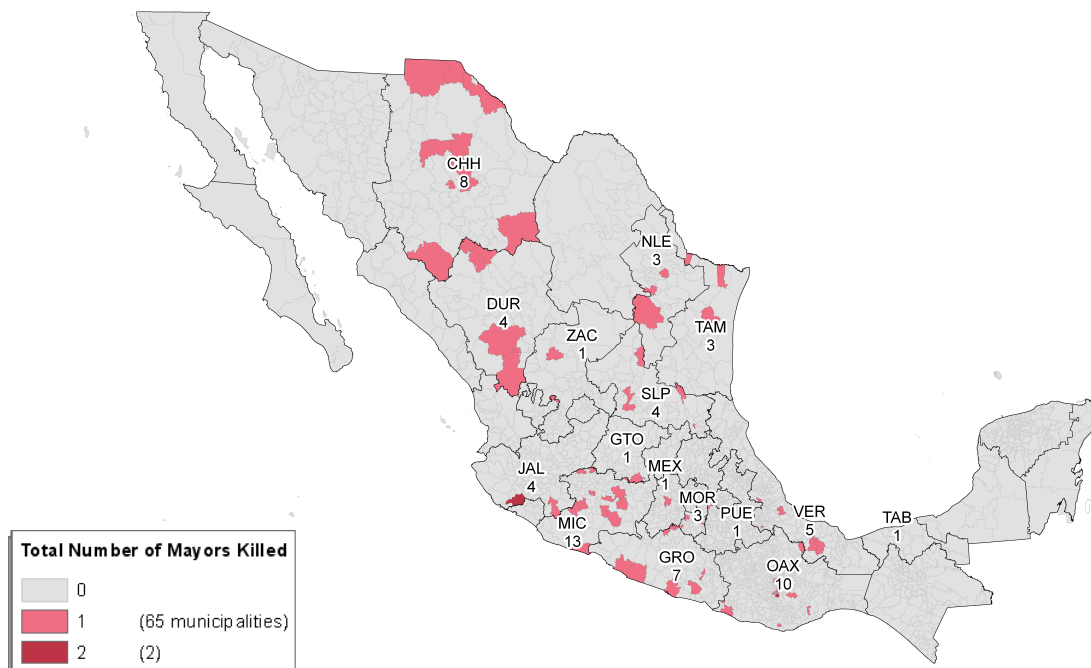 CHH
8
NLE
3
DUR
4
ZAC
1
TAM
3
SLP
4
GTO
1
MEX
1
JAL
4
MOR
3
PUE
1
VER
5
TAB
1
MIC
13
GRO
7
OAX
10
Total Number of Mayors Killed
0
1 (65 municipalities)
2 (2)